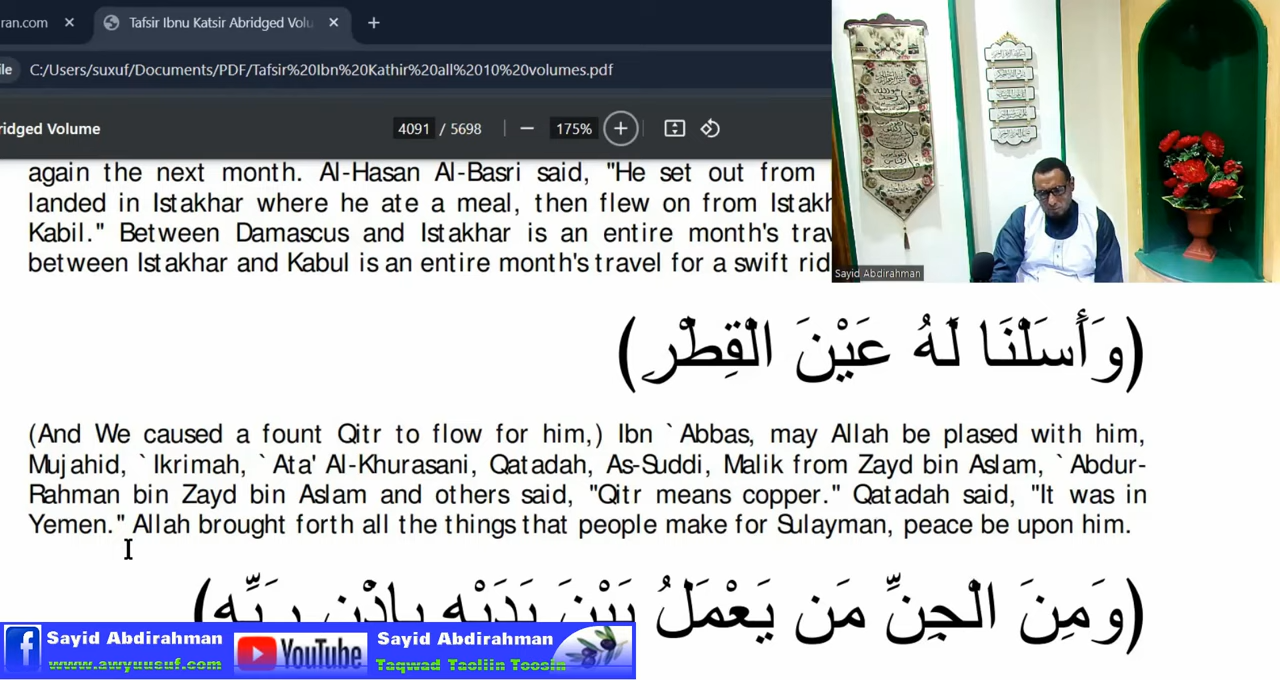 ran.com
Tafsir Ibnu Katsir Abridged Volu
C:/Users/suxuf/Documents/PDF/Tafsir%20Ibn%20Kathir%20all%2010%20volumes.pdf
ridged Volume
4091 / 5698
175%
again the next month. Al-Hasan Al-Basri said, "He set out from
landed in Istakhar where he ate a meal, then flew on from Istakh
Kabil." Between Damascus and Istakhar is an entire month's trav
between Istakhar and Kabul is an entire month's travel for a swift rid
Sayid Abdirahman
(وَأَسَلْنَا لَهُ عَيْنَ الْقِطْرِ)
(And We caused a fount Qitr to flow for him,) Ibn `Abbas, may Allah be plased with him,
Mujahid, `Ikrimah, `Ata' Al-Khurasani, Qatadah, As-Suddi, Malik from Zayd bin Aslam, `Abdur-
Rahman bin Zayd bin Aslam and others said, "Qitr means copper." Qatadah said, "It was in
Yemen." Allah brought forth all the things that people make for Sulayman, peace be upon him.
(وَمِنَ الْجِنِّ مَن يَعْمَلُ بَيْنَ يَدَيْهِ بِإِذْنِ رَبِّهِ)
Sayid Abdirahman
www.awyuusuf.com
YouTube
Sayid Abdirahman
Taqwad Taoliin Toosin